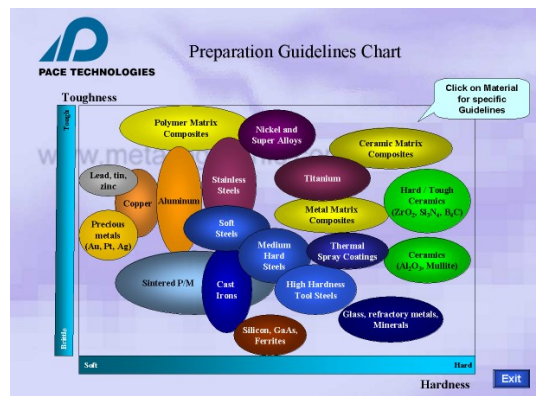 PACE TECHNOLOGIES
Preparation Guidelines Chart
Click on Material
for specific
Guidelines
Toughness
Tough
Brittle
Polymer Matrix
Composites
Nickel and
Super Alloys
Ceramic Matrix
Composites
Lead, tin,
zinc
Copper
Aluminum
Stainless
Steels
Titanium
Hard / Tough
Ceramics
(ZrO₂, Si₃N₄, B₄C)
Precious
metals
(Au, Pt, Ag)
Soft
Steels
Metal Matrix
Composites
Medium
Hard
Steels
Thermal
Spray Coatings
Ceramics
(Al₂O₃, Mullite)
Sintered P/M
Cast
Irons
High Hardness
Tool Steels
Glass, refractory metals,
Minerals
Silicon, GaAs,
Ferrites
Soft
Hard
Hardness
Exit